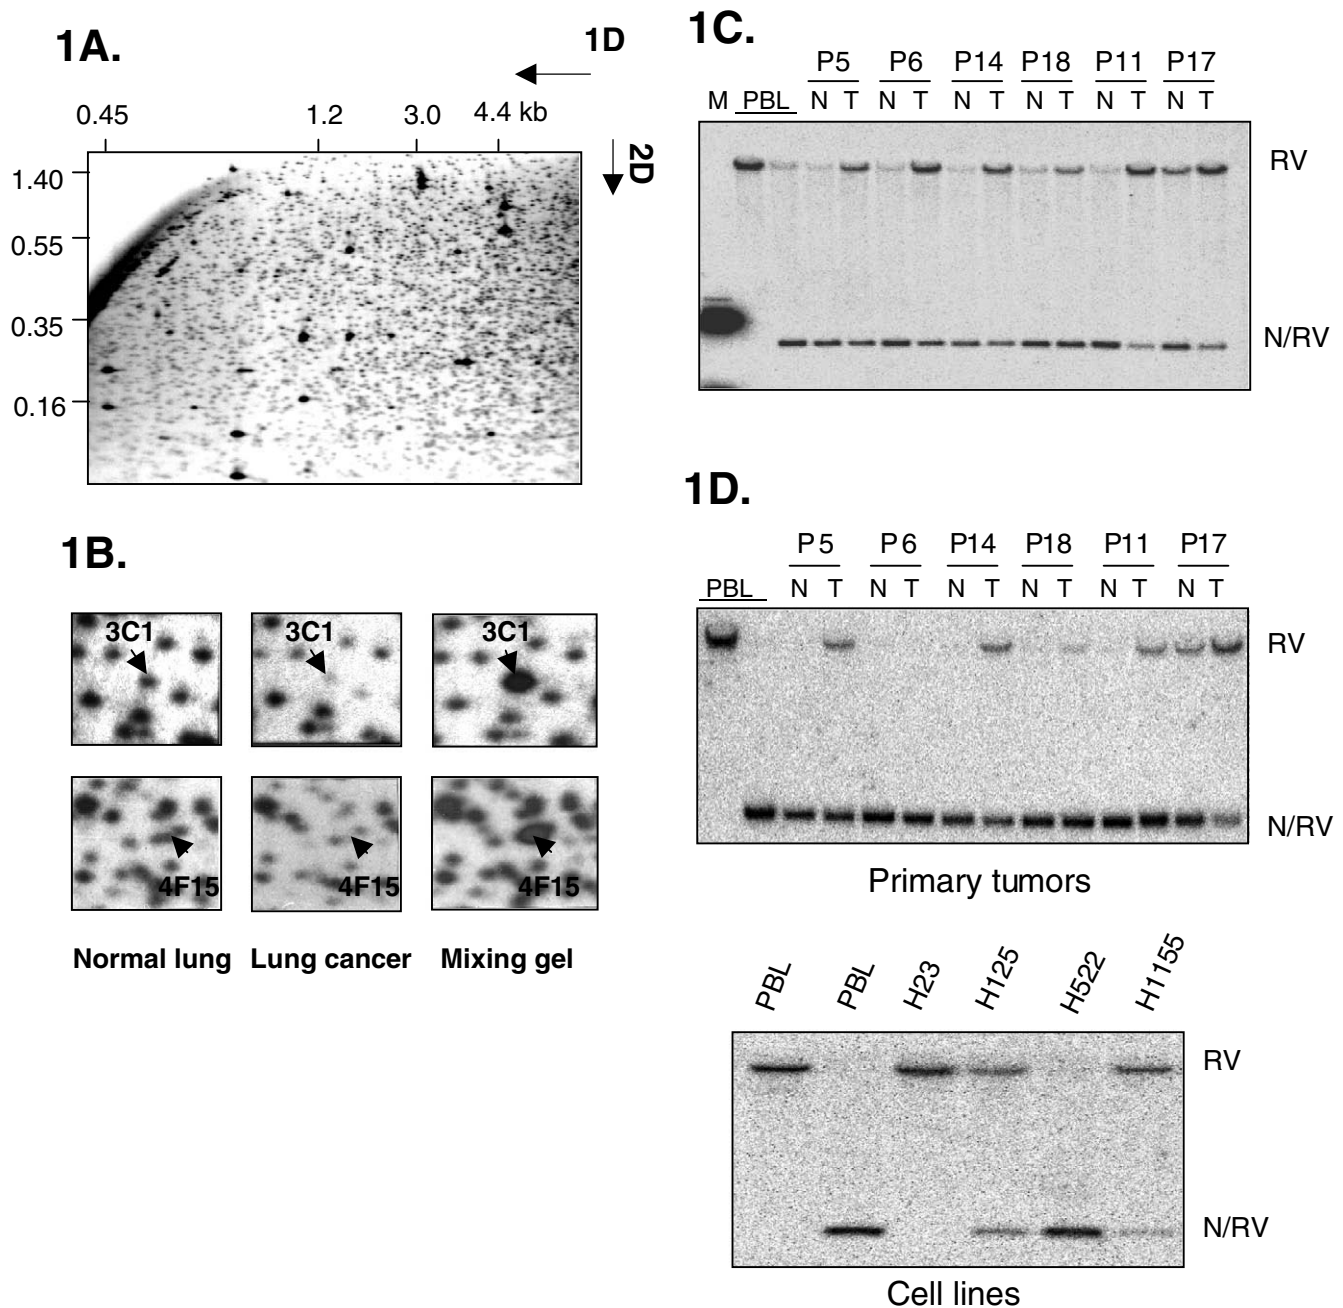 1A.
1D
0.45 1.2 3.0 4.4 kb
2D
1.40
0.55
0.35
0.16
1B.
3C1 3C1 3C1
4F15 4F15 4F15
Normal lung Lung cancer Mixing gel
1C.
P5 P6 P14 P18 P11 P17
M PBL N T N T N T N T N T N T
RV
N/RV
1D.
P5 P6 P14 P18 P11 P17
PBL N T N T N T N T N T N T
RV
N/RV
Primary tumors
PBL PBL H23 H125 H522 H1155
RV
N/RV
Cell lines